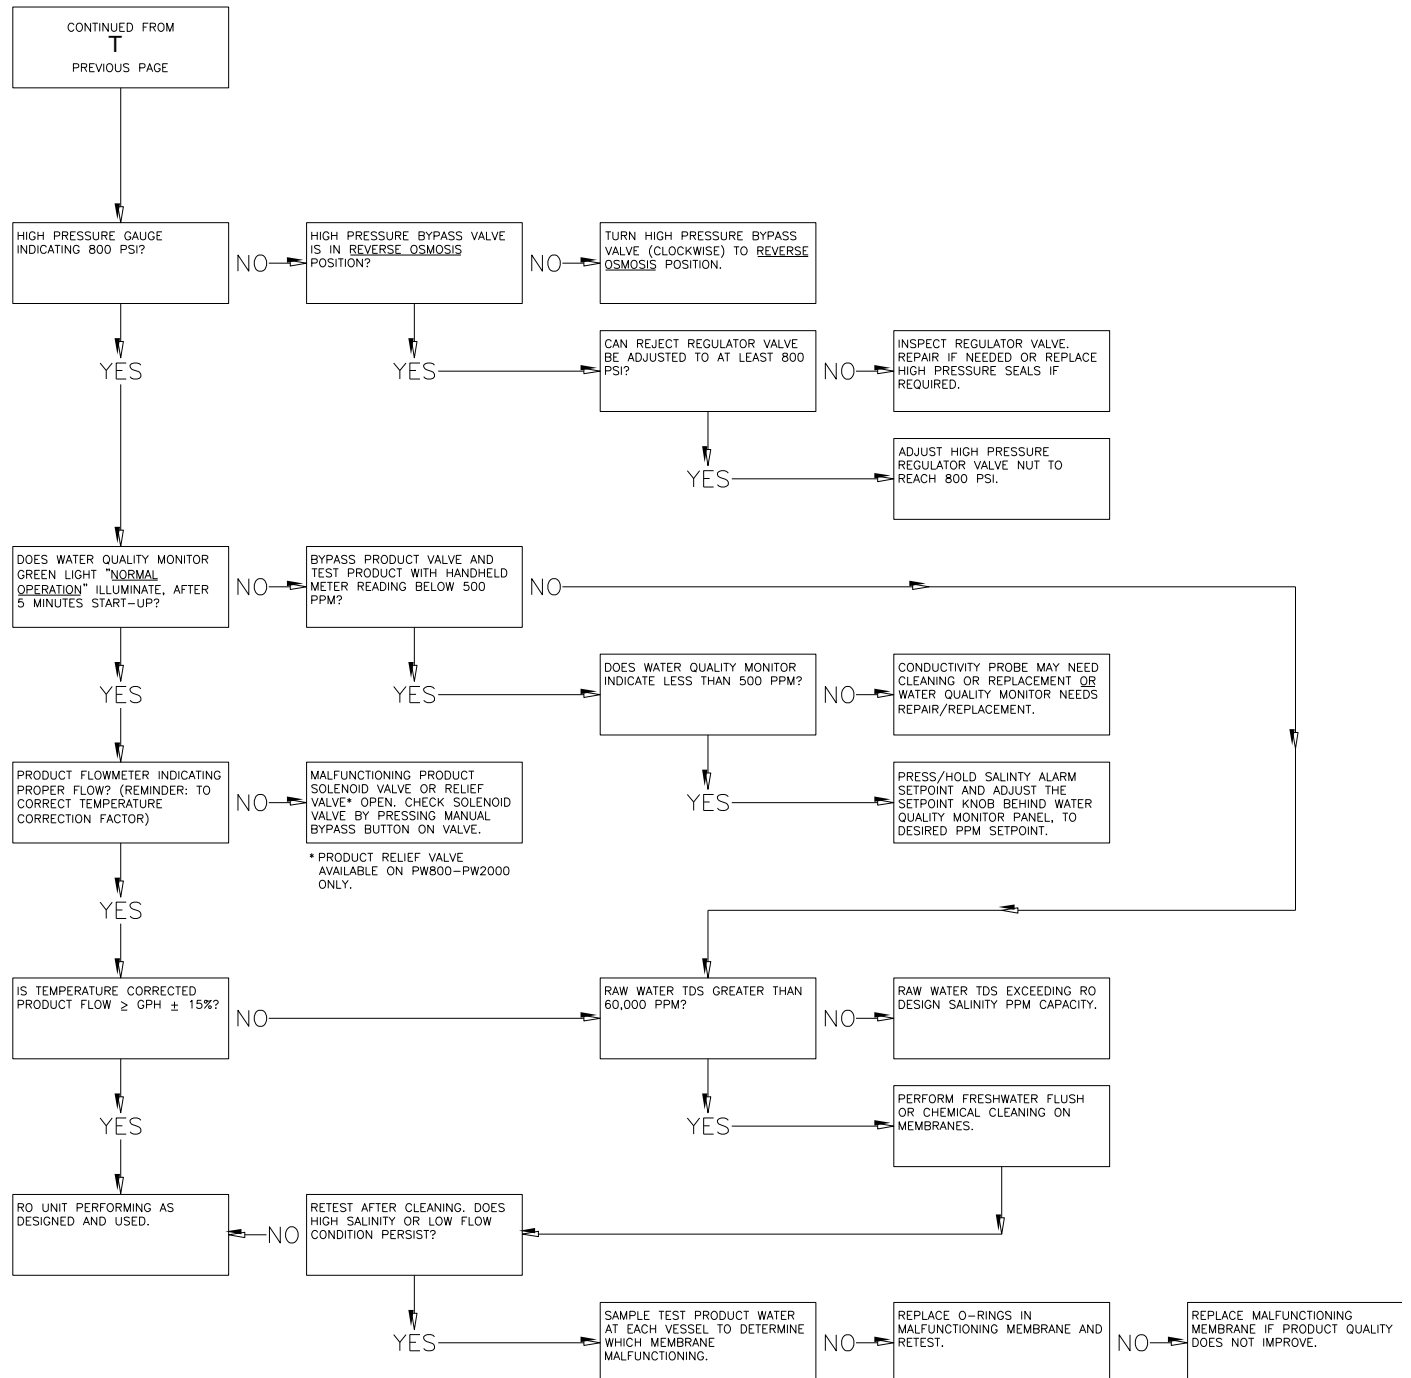 CONTINUED FROM
T
PREVIOUS PAGE
HIGH PRESSURE GAUGE
INDICATING 800 PSI?
NO
HIGH PRESSURE BYPASS VALVE
IS IN REVERSE OSMOSIS
POSITION?
NO
TURN HIGH PRESSURE BYPASS
VALVE (CLOCKWISE) TO REVERSE
OSMOSIS POSITION.
YES
YES
CAN REJECT REGULATOR VALVE
BE ADJUSTED TO AT LEAST 800
PSI?
NO
INSPECT REGULATOR VALVE.
REPAIR IF NEEDED OR REPLACE
HIGH PRESSURE SEALS IF
REQUIRED.
YES
ADJUST HIGH PRESSURE
REGULATOR VALVE NUT TO
REACH 800 PSI.
DOES WATER QUALITY MONITOR
GREEN LIGHT "NORMAL
OPERATION" ILLUMINATE, AFTER
5 MINUTES START-UP?
NO
BYPASS PRODUCT VALVE AND
TEST PRODUCT WITH HANDHELD
METER READING BELOW 500
PPM?
NO
YES
YES
DOES WATER QUALITY MONITOR
INDICATE LESS THAN 500 PPM?
NO
CONDUCTIVITY PROBE MAY NEED
CLEANING OR REPLACEMENT OR
WATER QUALITY MONITOR NEEDS
REPAIR/REPLACEMENT.
PRODUCT FLOWMETER INDICATING
PROPER FLOW? (REMINDER: TO
CORRECT TEMPERATURE
CORRECTION FACTOR)
NO
MALFUNCTIONING PRODUCT
SOLENOID VALVE OR RELIEF
VALVE* OPEN. CHECK SOLENOID
VALVE BY PRESSING MANUAL
BYPASS BUTTON ON VALVE.
* PRODUCT RELIEF VALVE
AVAILABLE ON PW800-PW2000
ONLY.
YES
PRESS/HOLD SALINTY ALARM
SETPOINT AND ADJUST THE
SETPOINT KNOB BEHIND WATER
QUALITY MONITOR PANEL, TO
DESIRED PPM SETPOINT.
YES
IS TEMPERATURE CORRECTED
PRODUCT FLOW ≥ GPH ± 15%?
NO
RAW WATER TDS GREATER THAN
60,000 PPM?
NO
RAW WATER TDS EXCEEDING RO
DESIGN SALINITY PPM CAPACITY.
YES
YES
PERFORM FRESHWATER FLUSH
OR CHEMICAL CLEANING ON
MEMBRANES.
RO UNIT PERFORMING AS
DESIGNED AND USED.
NO
RETEST AFTER CLEANING. DOES
HIGH SALINITY OR LOW FLOW
CONDITION PERSIST?
YES
SAMPLE TEST PRODUCT WATER
AT EACH VESSEL TO DETERMINE
WHICH MEMBRANE
MALFUNCTIONING.
NO
REPLACE O-RINGS IN
MALFUNCTIONING MEMBRANE AND
RETEST.
NO
REPLACE MALFUNCTIONING
MEMBRANE IF PRODUCT QUALITY
DOES NOT IMPROVE.